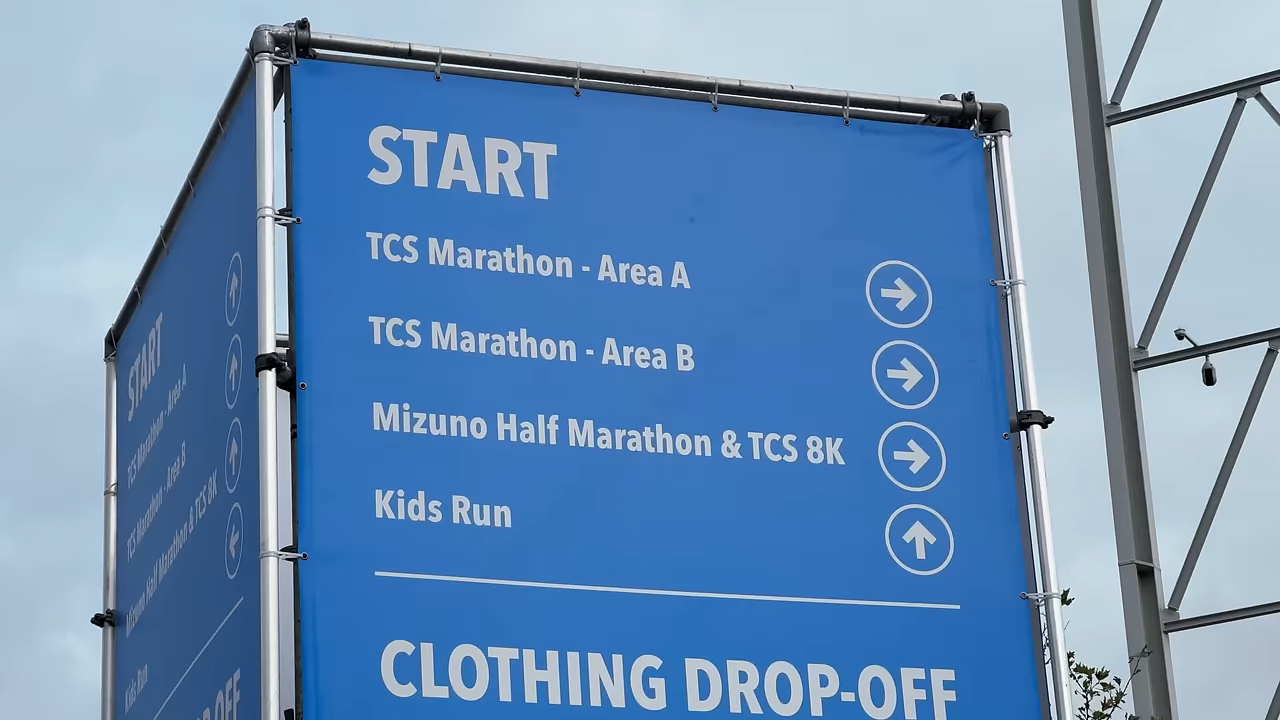 START
TCS Marathon - Area A
TCS Marathon - Area B
Mizuno Half Marathon & TCS 8K
Kids Run
CLOTHING DROP-OFF
START
TCS Marathon - Area A
TCS Marathon - Area B
Mizuno Half Marathon & TCS 8K
Kids Run